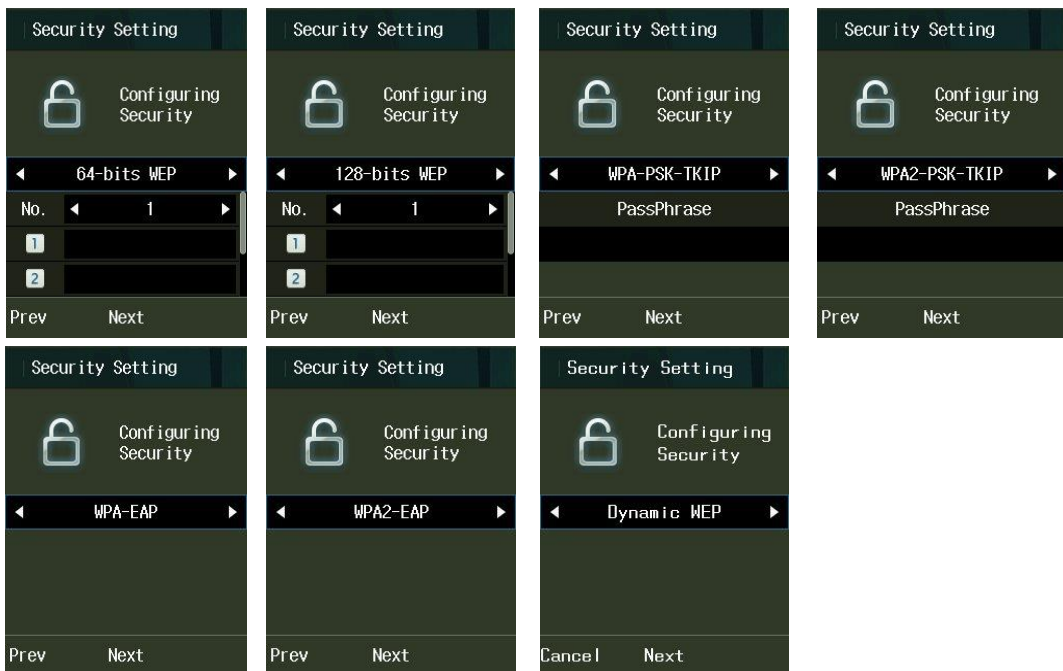 Security Setting
Configuring
Security
64-bits WEP
No. 1
1
2
Prev Next
Security Setting
Configuring
Security
128-bits WEP
No. 1
1
2
Prev Next
Security Setting
Configuring
Security
WPA-PSK-TKIP
PassPhrase
Prev Next
Security Setting
Configuring
Security
WPA2-PSK-TKIP
PassPhrase
Prev Next
Security Setting
Configuring
Security
WPA-EAP
Prev Next
Security Setting
Configuring
Security
WPA2-EAP
Prev Next
Security Setting
Configuring
Security
Dynamic WEP
Cancel Next